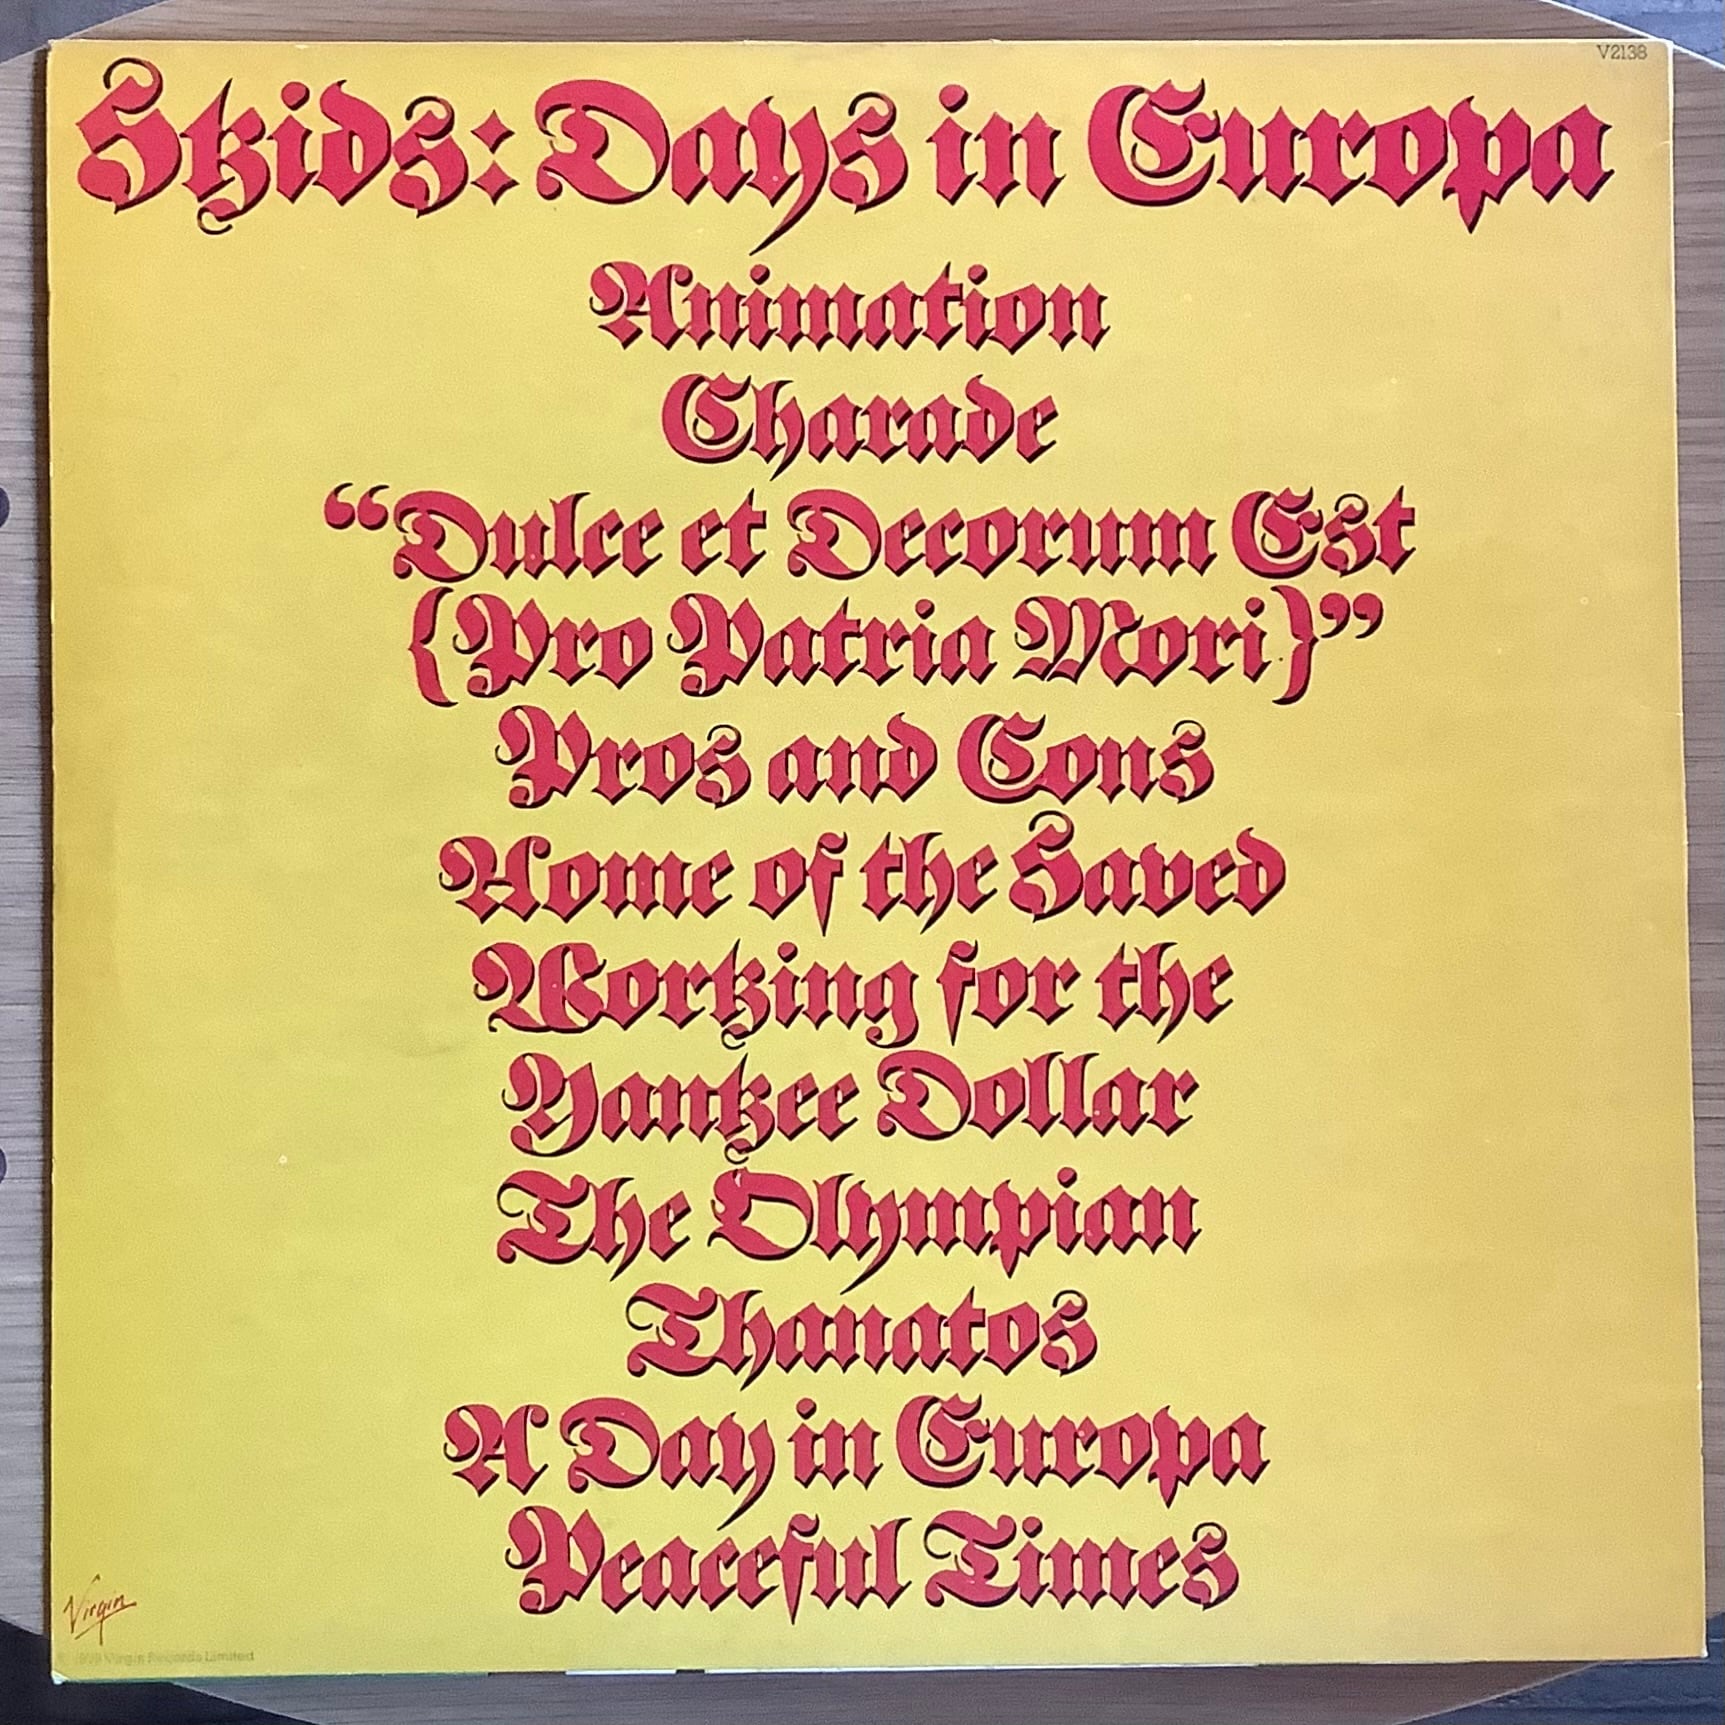 V2138
Skids: Days in Europa
Animation
Charade
“Dulce et Decorum Est
{Pro Patria Mori}”
Pros and Cons
Home of the Saved
Working for the
Yankee Dollar
The Olympian
Thanatos
A Day in Europa
Peaceful Times
Virgin
1979 Virgin Records Limited